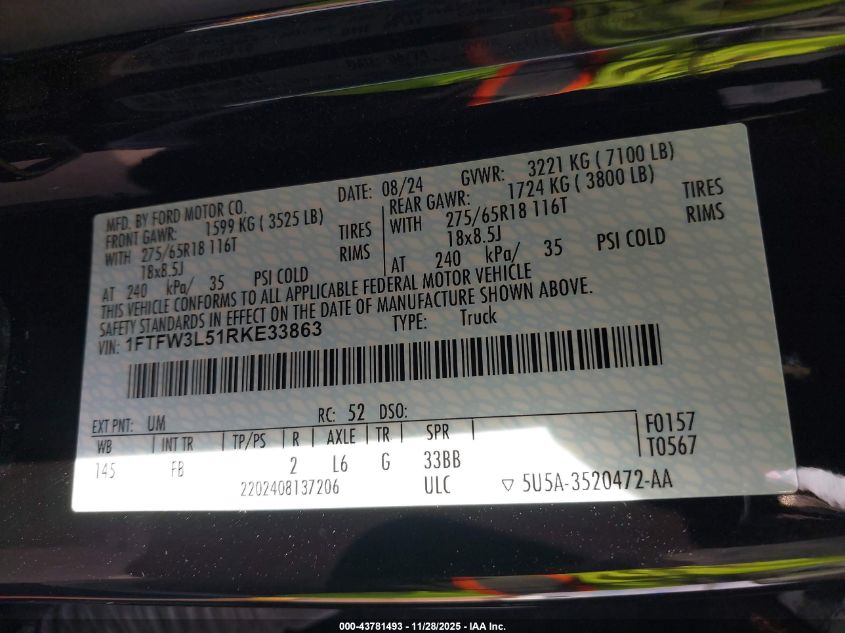 MFD. BY FORD MOTOR CO. DATE: 08/24 GVWR: 3221 KG ( 7100 LB)
FRONT GAWR: 1599 KG ( 3525 LB) REAR GAWR: 1724 KG ( 3800 LB)
WITH 275/65R18 116T TIRES WITH 275/65R18 116T TIRES
18x8.5J RIMS 18x8.5J RIMS
AT 240 kPa/ 35 PSI COLD AT 240 kPa/ 35 PSI COLD
THIS VEHICLE CONFORMS TO ALL APPLICABLE FEDERAL MOTOR VEHICLE
SAFETY STANDARDS IN EFFECT ON THE DATE OF MANUFACTURE SHOWN ABOVE.
VIN: 1FTFW3L51RKE33863 TYPE: Truck
EXT PNT: UM RC: 52 DSO:
WB INT TR TP/PS R AXLE TR SPR F0157
145 FB 2 L6 G 33BB T0567
2202408137206 ULC ▽ 5U5A-3520472-AA
000-43781493 | 11/28/2025 - IAA Inc.